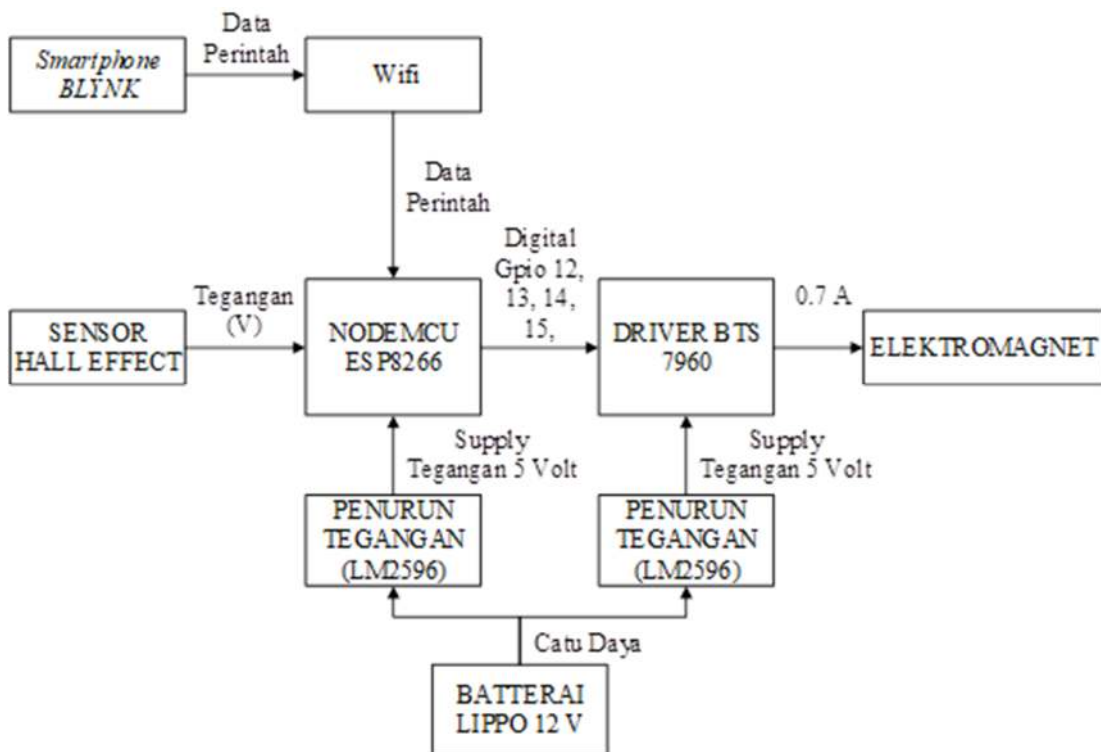 Data
Perintah
Smartphone
BLYNK
Wifi
Data
Perintah
Digital
Gpio 12,
13, 14,
15,
Tegangan
(V)
0.7 A
SENSOR
HALL EFFECT
NODEMCU
ESP8266
DRIVER BTS
7960
ELEKTROMAGNET
Supply
Tegangan 5 Volt
Supply
Tegangan 5 Volt
PENURUN
TEGANGAN
(LM2596)
PENURUN
TEGANGAN
(LM2596)
Catu Daya
BATTERAI
LIPPO 12 V